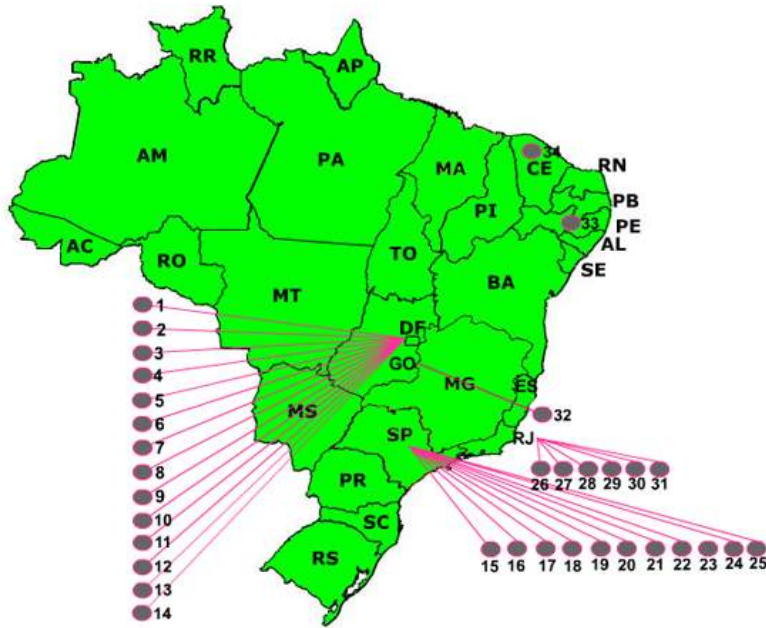 RR
AP
AM
PA
MA
CE
34
RN
PB
PI
33
PE
AL
AC
RO
TO
SE
BA
MT
1
2
DF
3
GO
4
MG
ES
5
MS
32
6
SP
RJ
7
8
26 27 28 29 30 31
PR
9
10
SC
11
15 16 17 18 19 20 21 22 23 24 25
RS
12
13
14